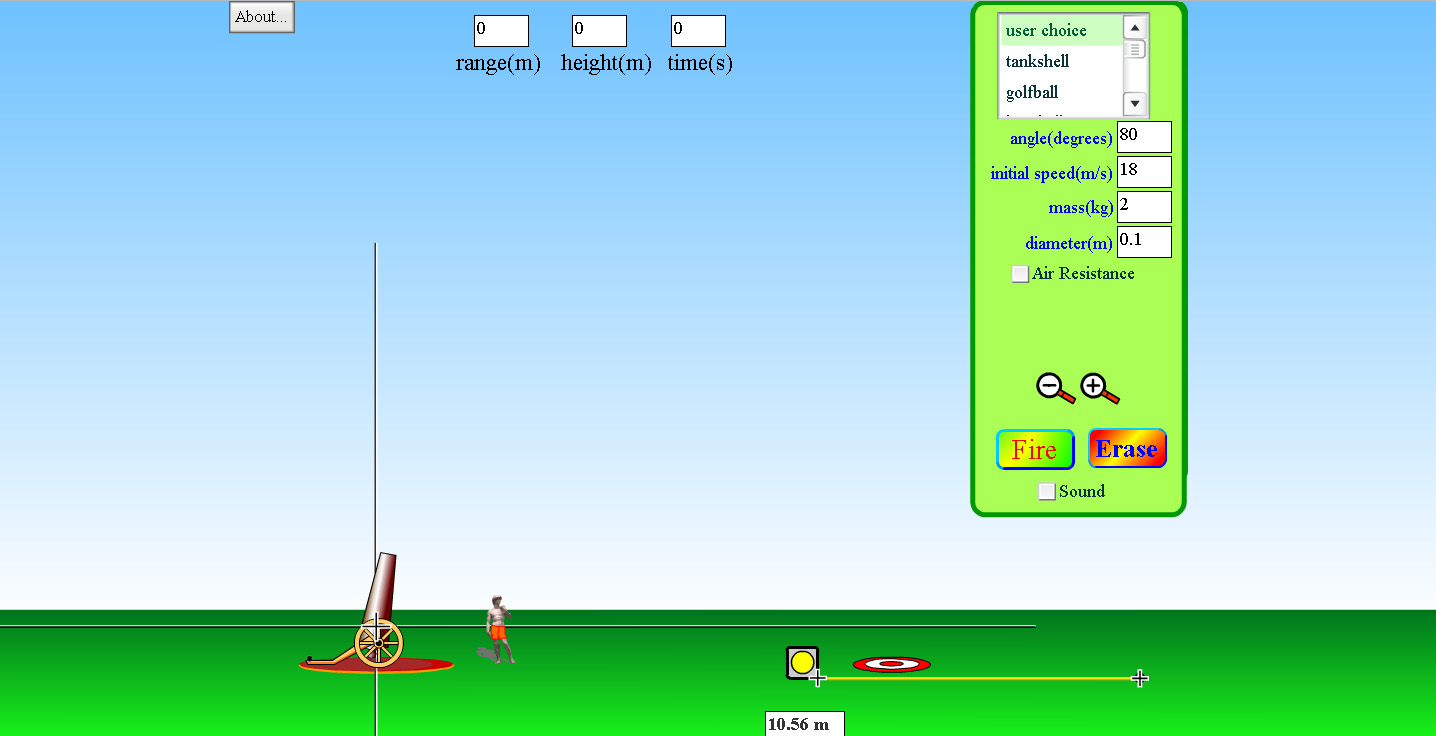 About...
0 0 0
range(m) height(m) time(s)
user choice
tankshell
golfball
angle(degrees) 80
initial speed(m/s) 18
mass(kg) 2
diameter(m) 0.1
Air Resistance
Fire Erase
Sound
10.56 m